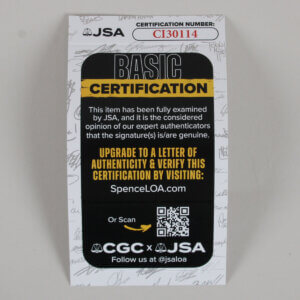 JSA
CERTIFICATION NUMBER:
CI30114
BASIC
CERTIFICATION
This item has been fully examined
by JSA, and it is the considered
opinion of our expert authenticators
that the signature(s) is/are genuine.
UPGRADE TO A LETTER OF
AUTHENTICITY & VERIFY THIS
CERTIFICATION BY VISITING:
SpenceLOA.com
Or Scan
CGC x JSA
Follow us at @jsaloa